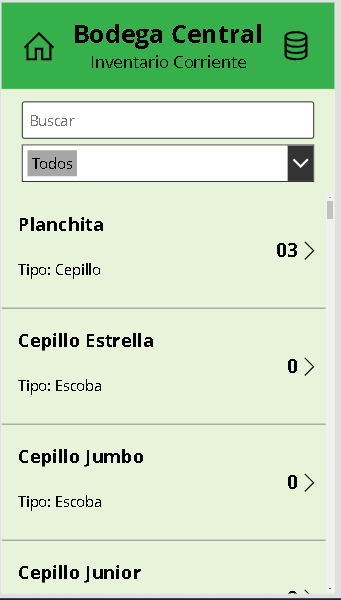 Bodega Central
Inventario Corriente
Buscar
Todos
Planchita
03
Tipo: Cepillo
Cepillo Estrella
0
Tipo: Escoba
Cepillo Jumbo
0
Tipo: Escoba
Cepillo Junior